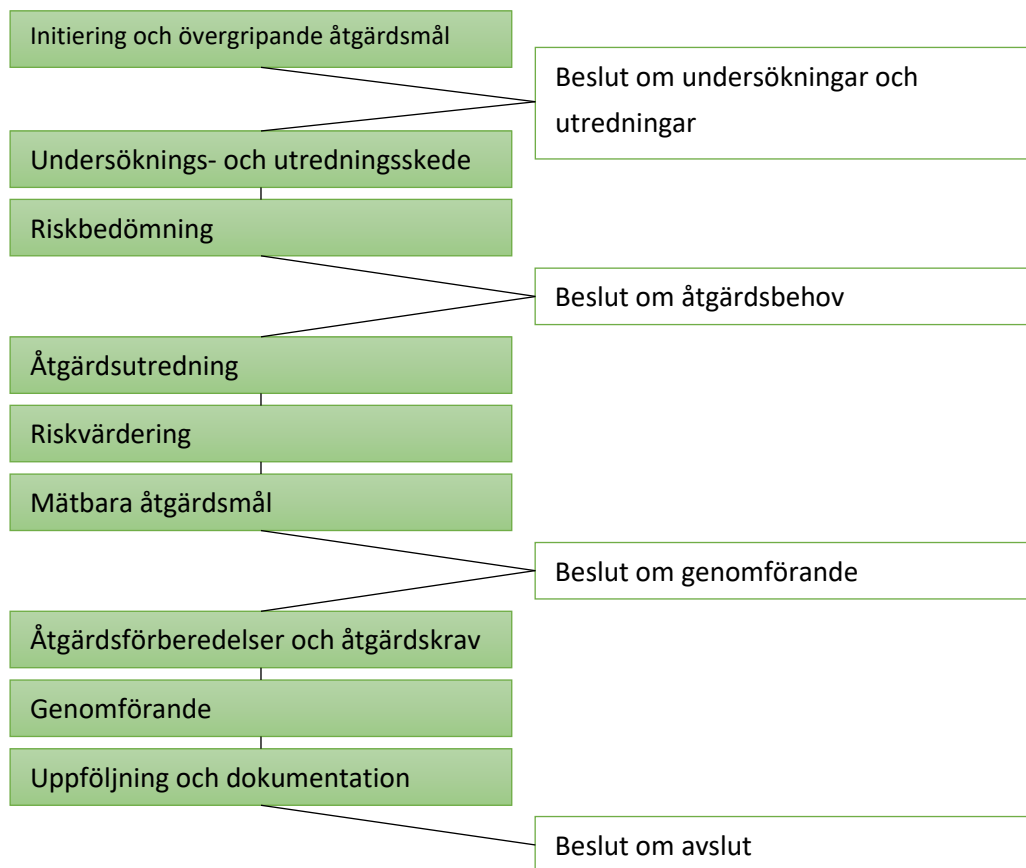 Initiering och övergripande åtgärdsmål
Beslut om undersökningar och
utredningar
Undersöknings- och utredningsskede
Riskbedömning
Beslut om åtgärdsbehov
Åtgärdsutredning
Riskvärdering
Mätbara åtgärdsmål
Beslut om genomförande
Åtgärdsförberedelser och åtgärdskrav
Genomförande
Uppföljning och dokumentation
Beslut om avslut